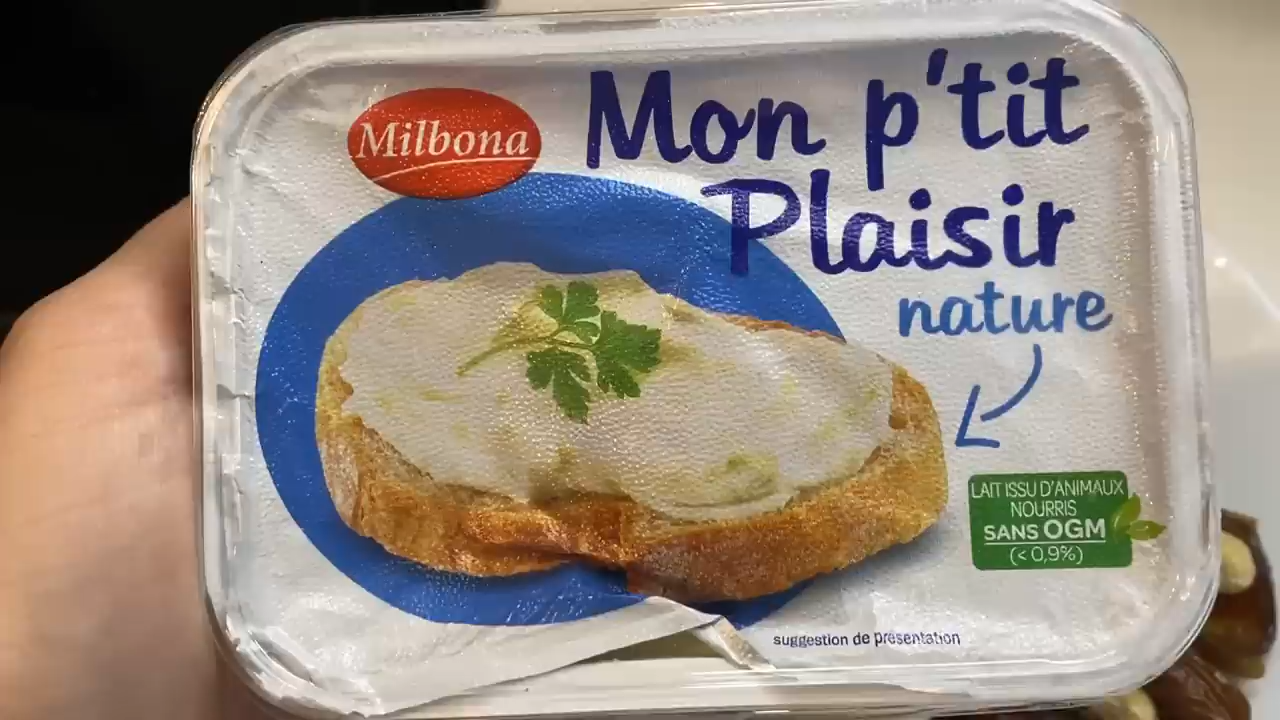 Milbona
Mon p'tit
Plaisir
nature
LAIT ISSU D'ANIMAUX
NOURRIS
SANS OGM
(< 0,9%)
suggestion de présentation